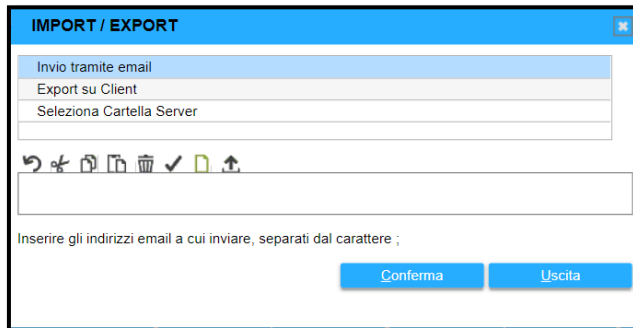 IMPORT / EXPORT
Invio tramite email
Export su Client
Seleziona Cartella Server
Inserire gli indirizzi email a cui inviare, separati dal carattere ;
Conferma
Uscita